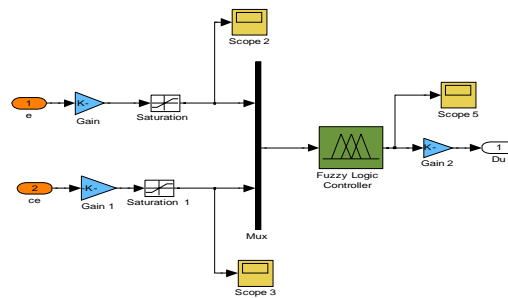 Scope 2
1
e
K-
Gain
Saturation
Scope 5
Fuzzy Logic
Controller
K-
Gain 2
1
Du
2
ce
K-
Gain 1
Saturation 1
Mux
Scope 3